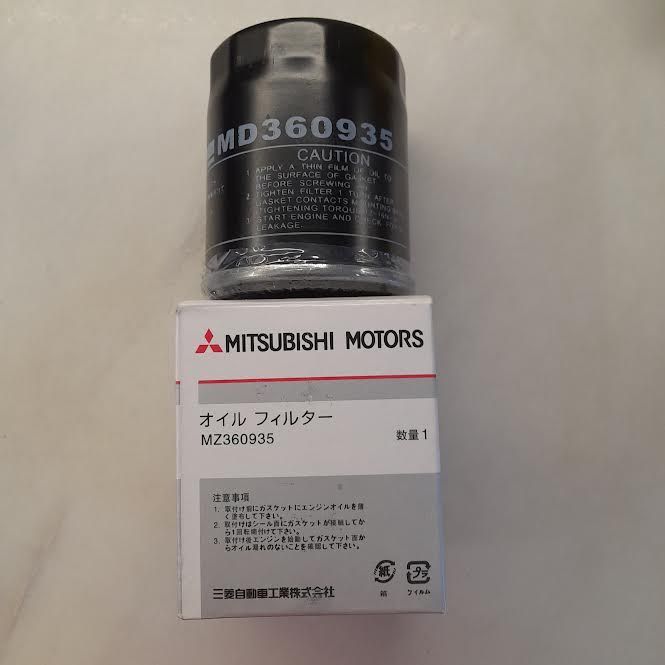 MD360935
CAUTION
1. APPLY A THIN FILM OF OIL TO
THE SURFACE OF GASKET
BEFORE SCREWING
2. TIGHTEN FILTER 1 TURN AFTER
GASKET CONTACTS MOUNTING
TIGHTENING TORQUE
3. START ENGINE AND CHECK
LEAKAGE.
MITSUBISHI MOTORS
オイル フィルター
MZ360935 数量 1
注意事項
1. 取付け前にガスケットにエンジンオイルを薄
く塗布して下さい。
2. 取付けはシール面にガスケットが接触してか
ら1回転締付けて下さい。
3. 取付け後エンジンを始動してガスケット面か
らオイル漏れのないことを確認して下さい。
紙 プラ
箱 フィルム
三菱自動車工業株式会社